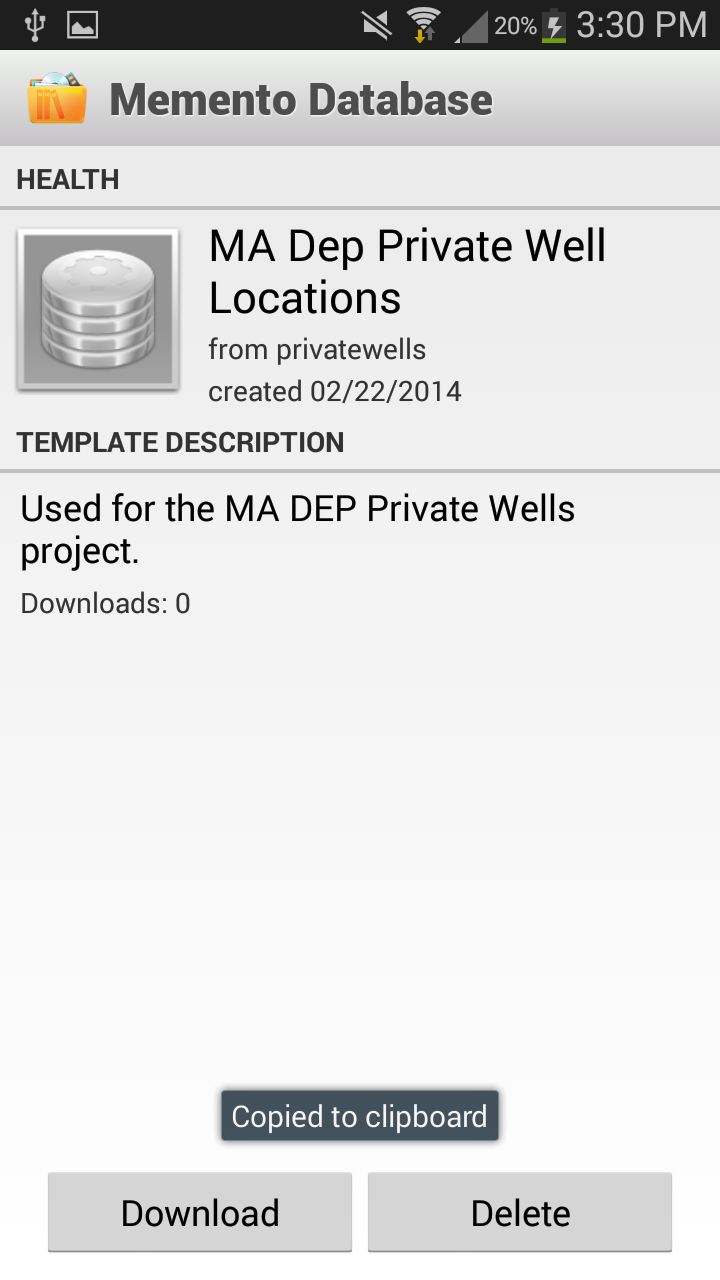 20% 3:30 PM
Memento Database
HEALTH
MA Dep Private Well
Locations
from privatewells
created 02/22/2014
TEMPLATE DESCRIPTION
Used for the MA DEP Private Wells
project.
Downloads: 0
Copied to clipboard
Download Delete